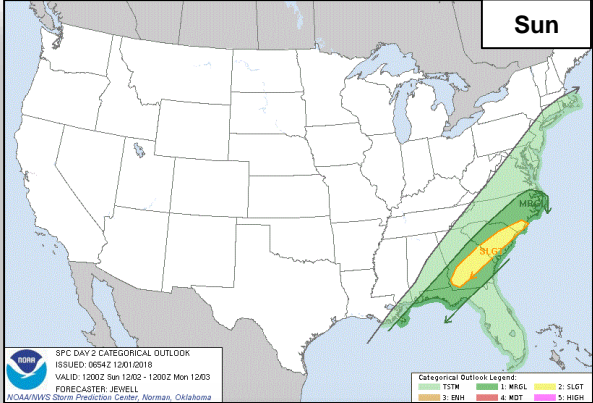 Sun
MRGL
SLGT
SPC DAY 2 CATEGORICAL OUTLOOK
ISSUED: 0654Z 12/01/2018
VALID: 1200Z Sun 12/02 - 1200Z Mon 12/03
FORECASTER: JEWELL
NOAA/NWS Storm Prediction Center, Norman, Oklahoma
NOAA
Categorical Outlook Legend:
TSTM 1: MRGL 2: SLGT
3: ENH 4: MDT 5: HIGH